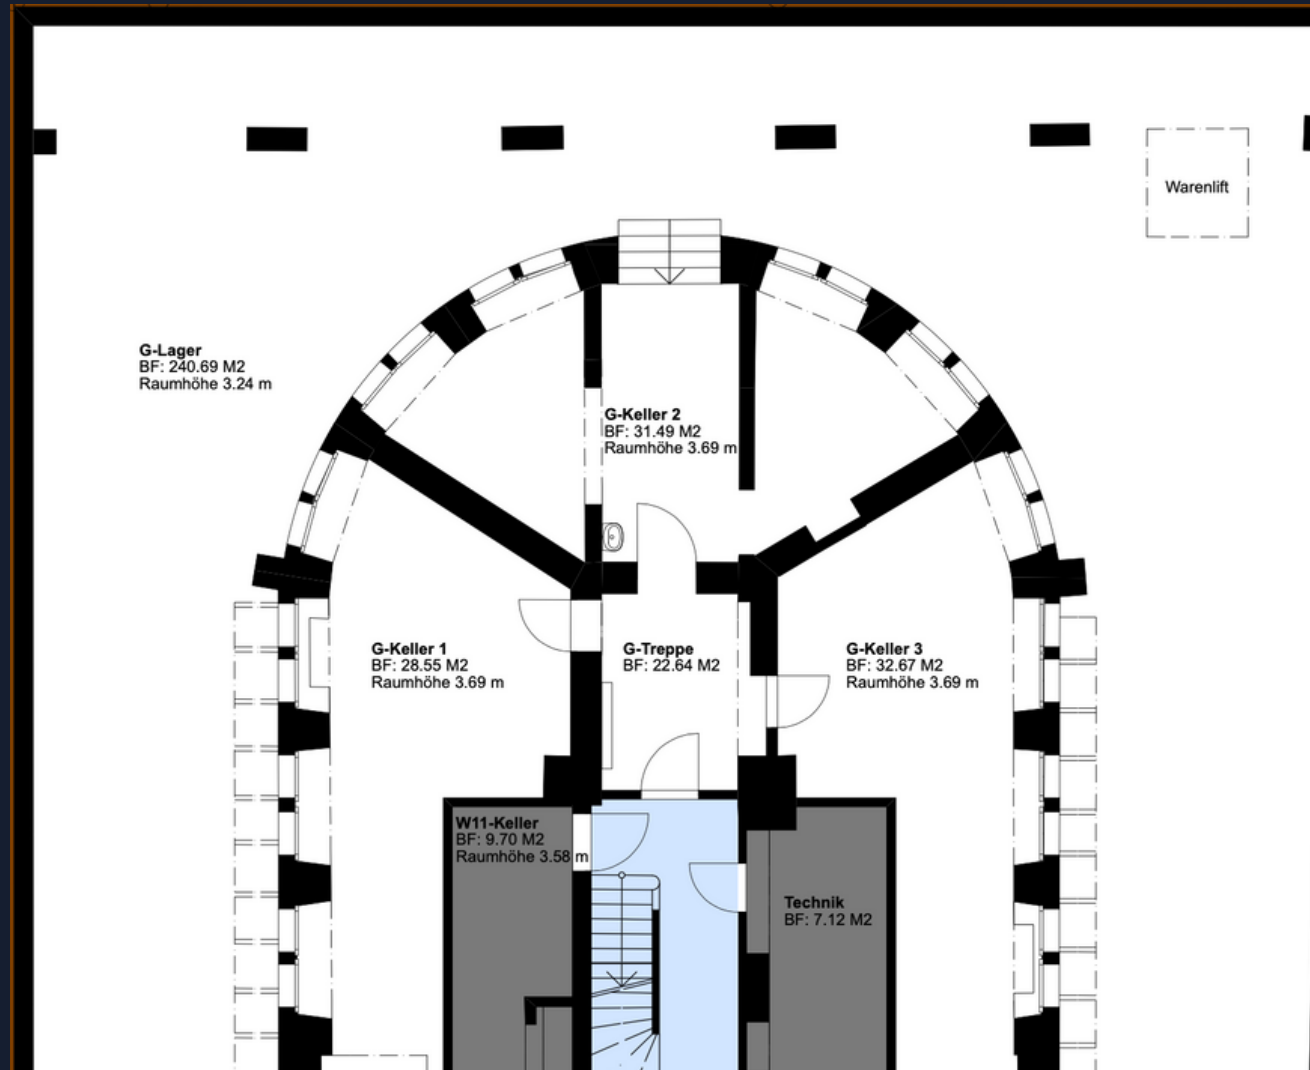 Warenlift
G-Lager
BF: 240.69 M2
Raumhöhe 3.24 m
G-Keller 2
BF: 31.49 M2
Raumhöhe 3.69 m
G-Keller 1
BF: 28.55 M2
Raumhöhe 3.69 m
G-Treppe
BF: 22.64 M2
G-Keller 3
BF: 32.67 M2
Raumhöhe 3.69 m
W11-Keller
BF: 9.70 M2
Raumhöhe 3.58 m
Technik
BF: 7.12 M2